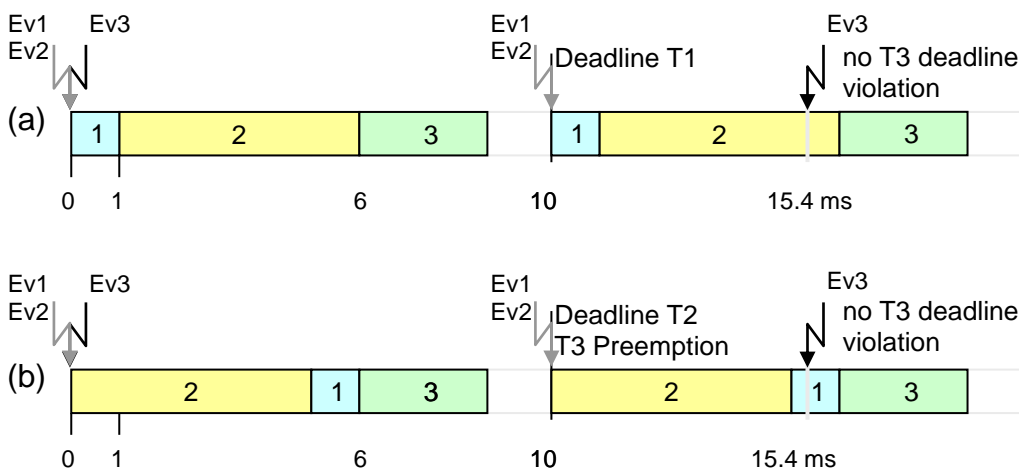 Ev1 Ev3 Ev1 Ev3
Ev2 Ev2 Deadline T1 no T3 deadline
violation
(a) 1 2 3 1 2 3
0 1 6 10 15.4 ms
Ev1 Ev3 Ev1 Ev3
Ev2 Ev2 Deadline T2 no T3 deadline
T3 Preemption violation
(b) 2 1 3 2 1 3
0 1 6 10 15.4 ms